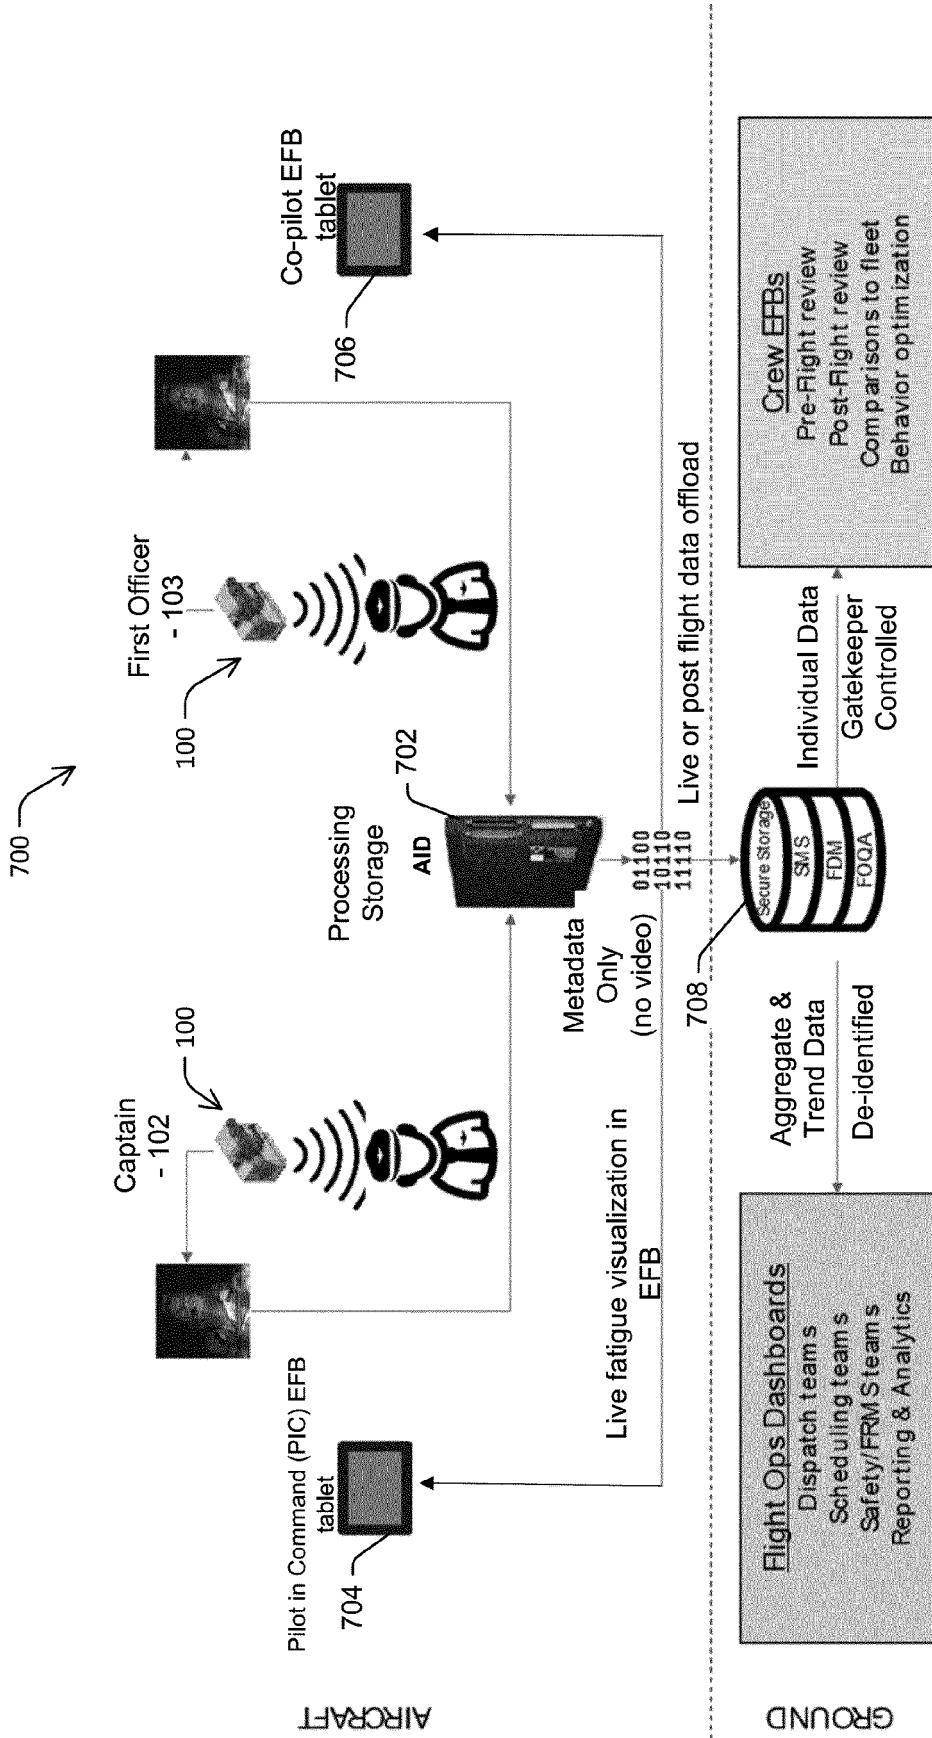 700
Pilot in Command (PIC) EFB
tablet
704
Captain
- 102
100
Processing
Storage
AID
702
First Officer
- 103
100
Co-pilot EFB
tablet
706
AIRCRAFT
Live fatigue visualization in
EFB
Metadata
Only
(no video)
01100
10110
11110
Live or post flight data offload
708
GROUND
Flight Ops Dashboards
Dispatch teams
Scheduling teams
Safety/FRMS teams
Reporting & Analytics
Aggregate &
Trend Data
De-identified
Secure Storage
SMS
FDM
FOQA
Individual Data
Gatekeeper
Controlled
Crew EFBs
Pre-Flight review
Post-Flight review
Comparisons to fleet
Behavior optimization